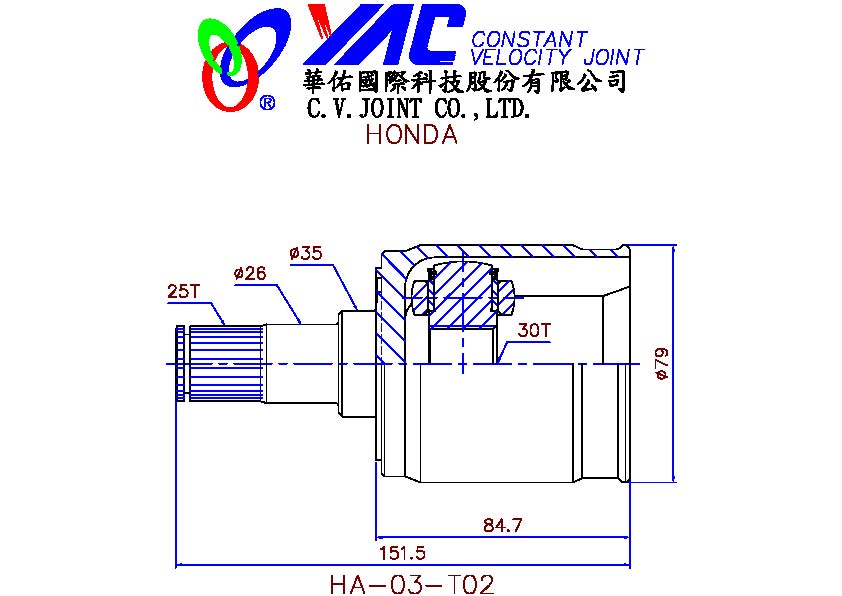 YAC CONSTANT
VELOCITY JOINT
®
華佑國際科技股份有限公司
C.V.JOINT CO.,LTD.
HONDA
ø35
ø26
25T
30T
ø79
84.7
151.5
HA-03-T02